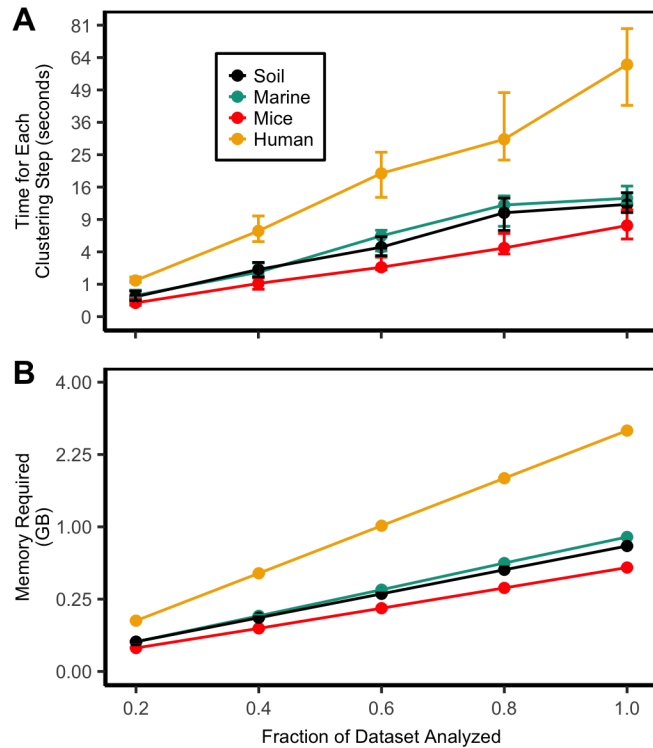 A
Time for Each
Clustering Step (seconds)
81
64
49
36
25
16
9
4
1
0
Soil
Marine
Mice
Human
B
Memory Required
(GB)
4.00
2.25
1.00
0.25
0.00
0.2 0.4 0.6 0.8 1.0
Fraction of Dataset Analyzed